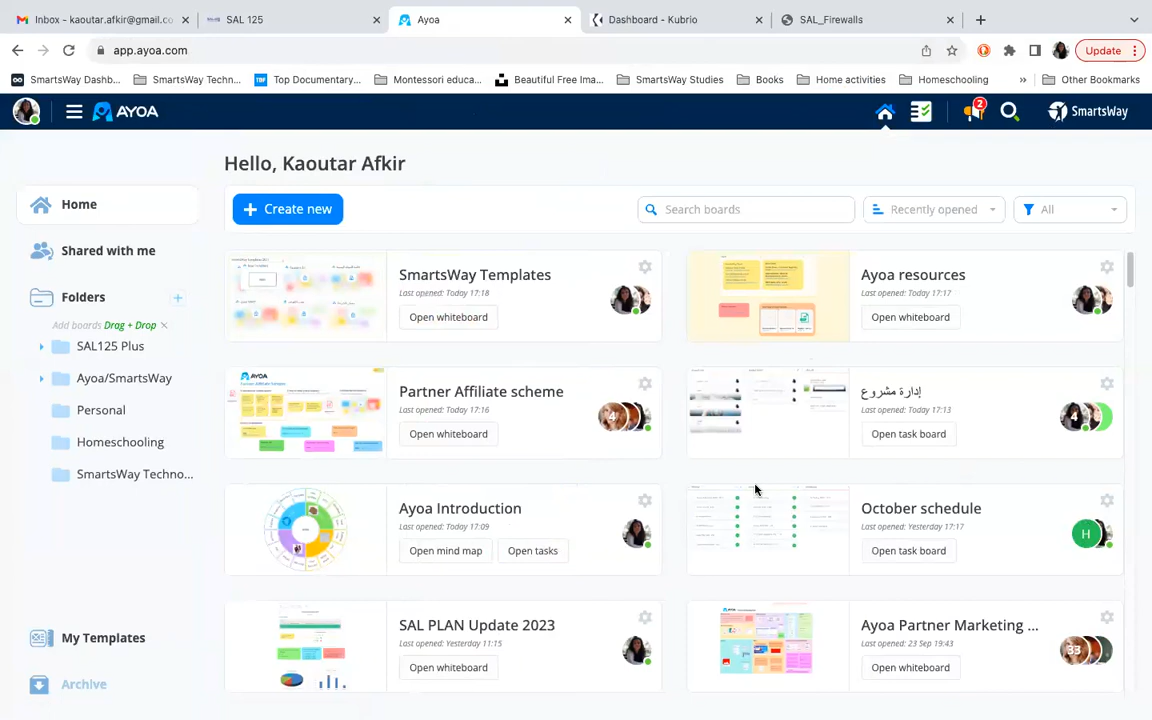 Inbox - kaoutar.afkir@gmail.co
SAL 125
Ayoa
Dashboard - Kubrio
SAL_Firewalls
app.ayoa.com
Update
SmartsWay Dashb...
SmartsWay Techn...
TBF
Top Documentary...
Montessori educa...
Beautiful Free Ima...
SmartsWay Studies
Books
Home activities
Homeschooling
»
Other Bookmarks
AYOA
2
SmartsWay
Hello, Kaoutar Afkir
Home
Shared with me
Folders
Add boards Drag + Drop
SAL125 Plus
Ayoa/SmartsWay
Personal
Homeschooling
SmartsWay Techno...
My Templates
Archive
+ Create new
Search boards
Recently opened
All
SmartsWay Templates
Last opened: Today 17:18
Open whiteboard
Ayoa resources
Last opened: Today 17:17
Open whiteboard
AYOA
Partner Affiliate scheme
Last opened: Today 17:16
Open whiteboard
4
إدارة مشروع
Last opened: Today 17:13
Open task board
4
Ayoa Introduction
Last opened: Today 17:09
Open mind map
Open tasks
October schedule
Last opened: Yesterday 17:17
Open task board
H
SAL PLAN Update 2023
Last opened: Yesterday 11:15
Open whiteboard
AYOA
Ayoa Partner Marketing ...
Last opened: 23 Sep 19:43
Open whiteboard
33